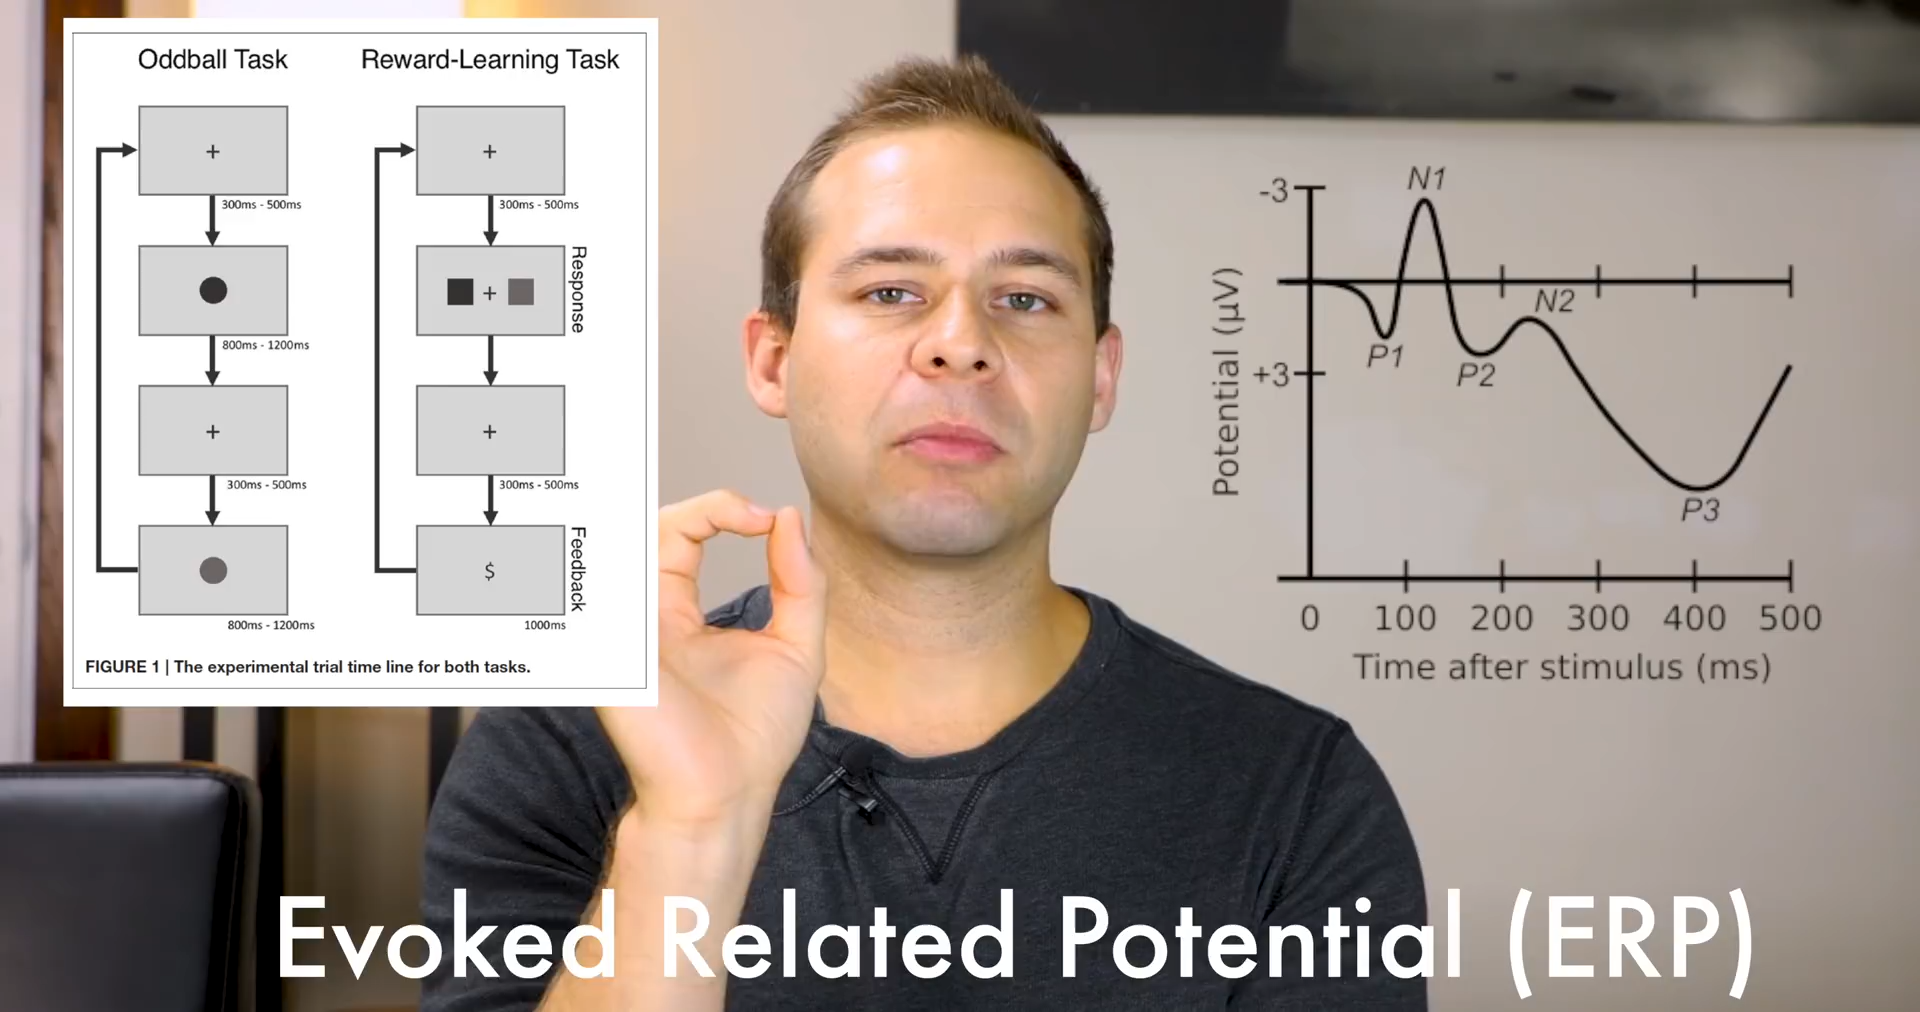 Oddball Task
Reward-Learning Task
+
300ms - 500ms
800ms - 1200ms
+
300ms - 500ms
800ms - 1200ms
+
300ms - 500ms
+
Response
+
300ms - 500ms
$
Feedback
1000ms
FIGURE 1 | The experimental trial time line for both tasks.
-3
+3
Potential (µV)
N1
P1
P2
N2
P3
0 100 200 300 400 500
Time after stimulus (ms)
Evoked Related Potential (ERP)